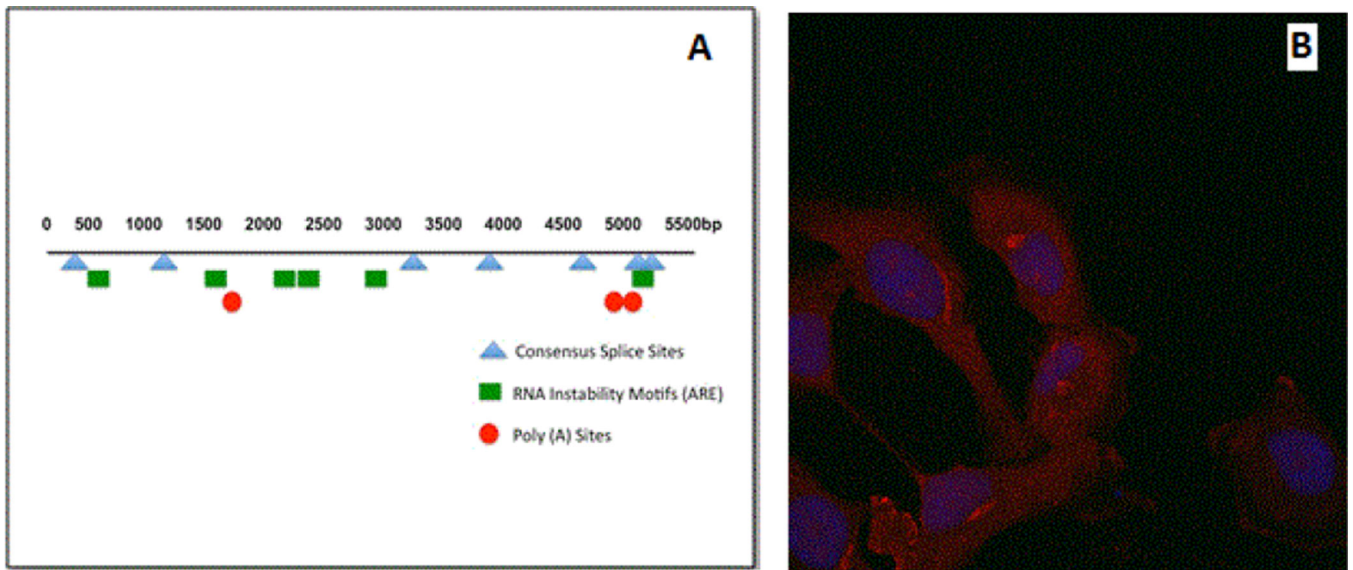 A
0 500 1000 1500 2000 2500 3000 3500 4000 4500 5000 5500bp
Consensus Splice Sites
RNA Instability Motifs (ARE)
Poly (A) Sites
B